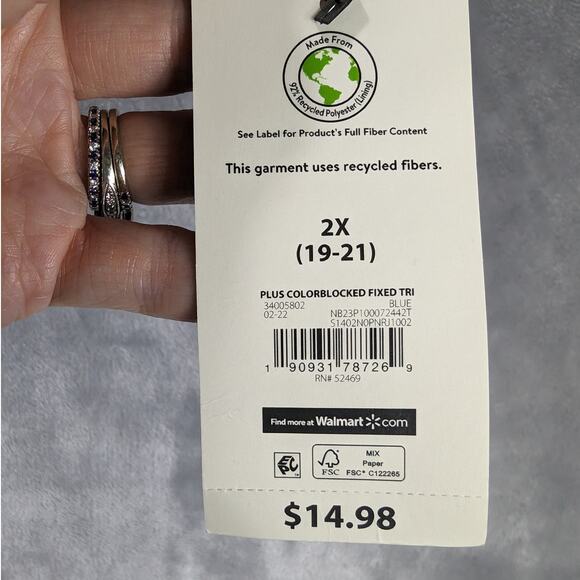 Made From
92% Recycled Polyester (Lining)
See Label for Product's Full Fiber Content
This garment uses recycled fibers.
2X
(19-21)
PLUS COLORBLOCKED FIXED TRI
34005802 BLUE
02-22 NB23P100072442T
S1402N0PNRJ1002
1 90931 78726 9
RN# 52469
Find more at Walmart com
MIX
Paper
FSC® C122265
FSC
$14.98